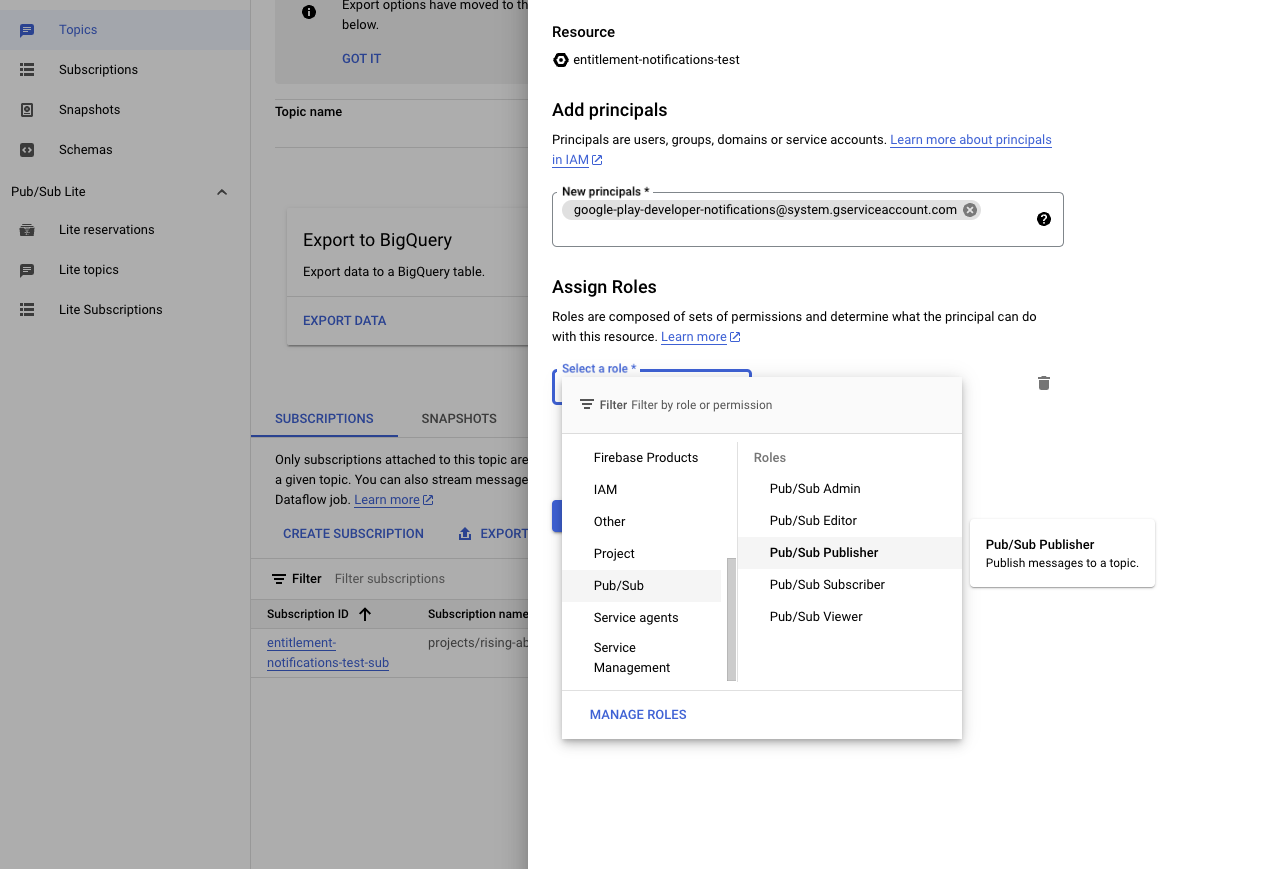 Topics
Subscriptions
Snapshots
Schemas
Pub/Sub Lite
Lite reservations
Lite topics
Lite Subscriptions
Export options have moved to th
below.
GOT IT
Topic name
Export to BigQuery
Export data to a BigQuery table.
EXPORT DATA
SUBSCRIPTIONS
SNAPSHOTS
Only subscriptions attached to this topic are
a given topic. You can also stream message
Dataflow job. Learn more
CREATE SUBSCRIPTION
EXPORT
Filter Filter subscriptions
Subscription ID
Subscription name
entitlement-
notifications-test-sub
projects/rising-ab
Resource
entitlement-notifications-test
Add principals
Principals are users, groups, domains or service accounts. Learn more about principals
in IAM
New principals *
google-play-developer-notifications@system.gserviceaccount.com
Assign Roles
Roles are composed of sets of permissions and determine what the principal can do
with this resource. Learn more
Select a role *
Filter Filter by role or permission
Firebase Products
IAM
Other
Project
Pub/Sub
Service agents
Service
Management
Roles
Pub/Sub Admin
Pub/Sub Editor
Pub/Sub Publisher
Pub/Sub Subscriber
Pub/Sub Viewer
MANAGE ROLES
Pub/Sub Publisher
Publish messages to a topic.